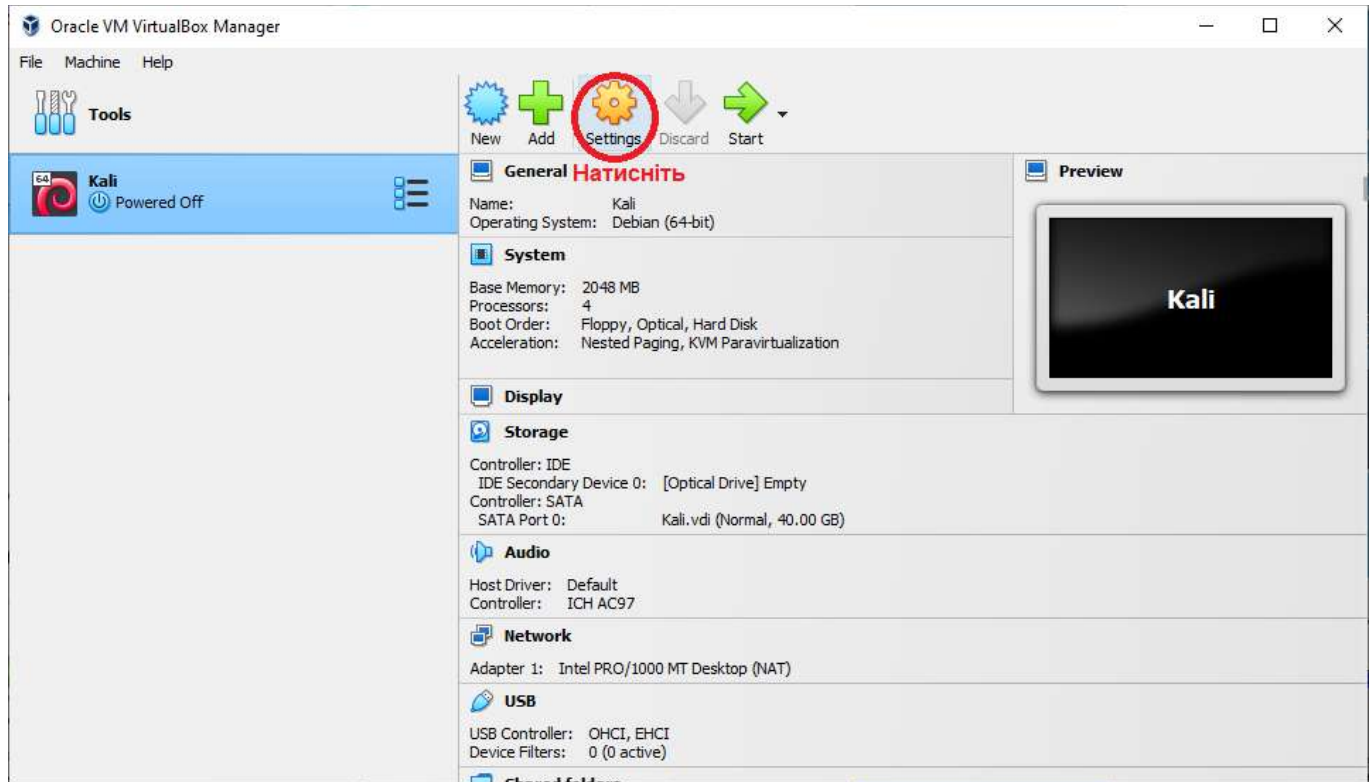 Oracle VM VirtualBox Manager
File Machine Help
Tools
New Add Settings Discard Start
64
Kali
Powered Off
General Натисніть
Name: Kali
Operating System: Debian (64-bit)
Preview
Kali
System
Base Memory: 2048 MB
Processors: 4
Boot Order: Floppy, Optical, Hard Disk
Acceleration: Nested Paging, KVM Paravirtualization
Display
Storage
Controller: IDE
IDE Secondary Device 0: [Optical Drive] Empty
Controller: SATA
SATA Port 0: Kali.vdi (Normal, 40.00 GB)
Audio
Host Driver: Default
Controller: ICH AC97
Network
Adapter 1: Intel PRO/1000 MT Desktop (NAT)
USB
USB Controller: OHCI, EHCI
Device Filters: 0 (0 active)
Shared folders